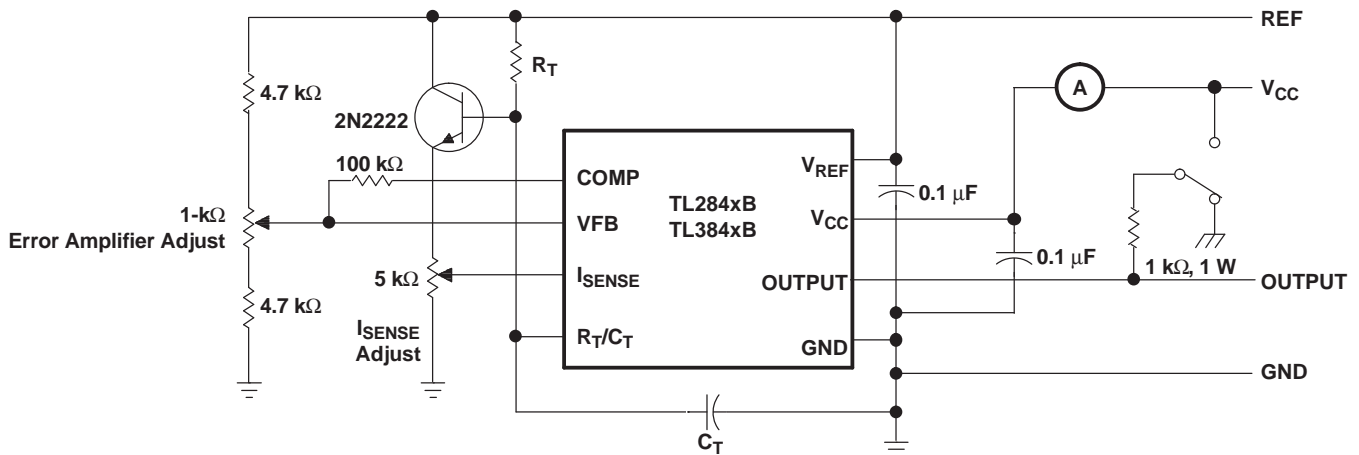 REF
R_T
A
V_CC
4.7 kΩ
2N2222
100 kΩ
COMP
V_REF
0.1 μF
TL284xB
TL384xB
1-kΩ
Error Amplifier Adjust
VFB
V_CC
0.1 μF
5 kΩ
I_SENSE
OUTPUT
1 kΩ, 1 W
OUTPUT
4.7 kΩ
I_SENSE
Adjust
R_T/C_T
GND
GND
C_T